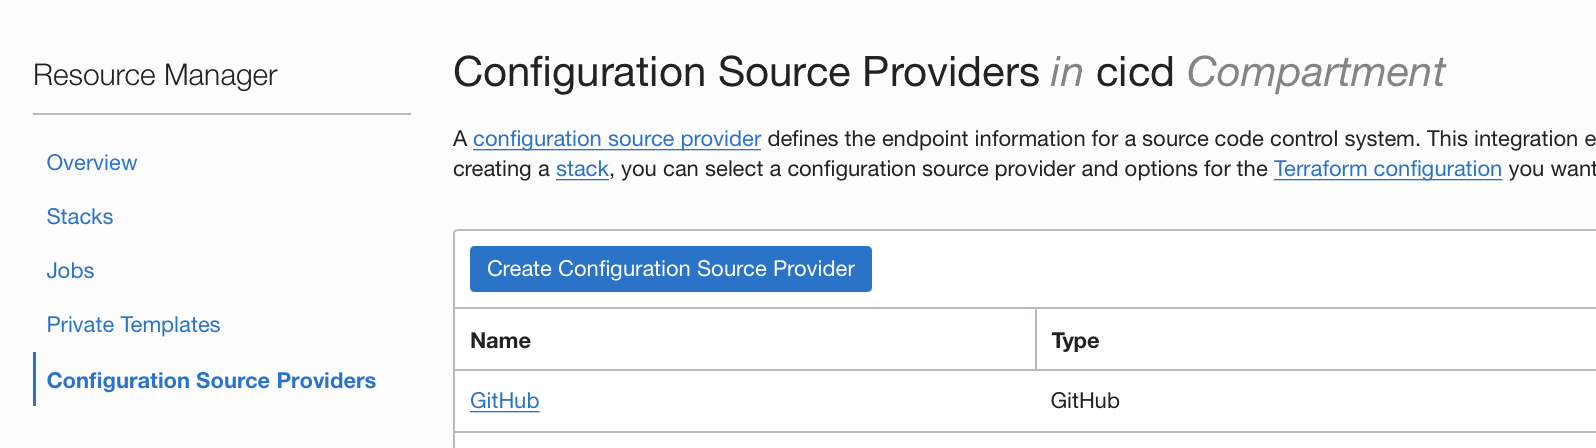 Resource Manager
Overview
Stacks
Jobs
Private Templates
Configuration Source Providers
Configuration Source Providers in cicd Compartment
A configuration source provider defines the endpoint information for a source code control system. This integration
creating a stack, you can select a configuration source provider and options for the Terraform configuration you want
Create Configuration Source Provider
Name Type
GitHub GitHub